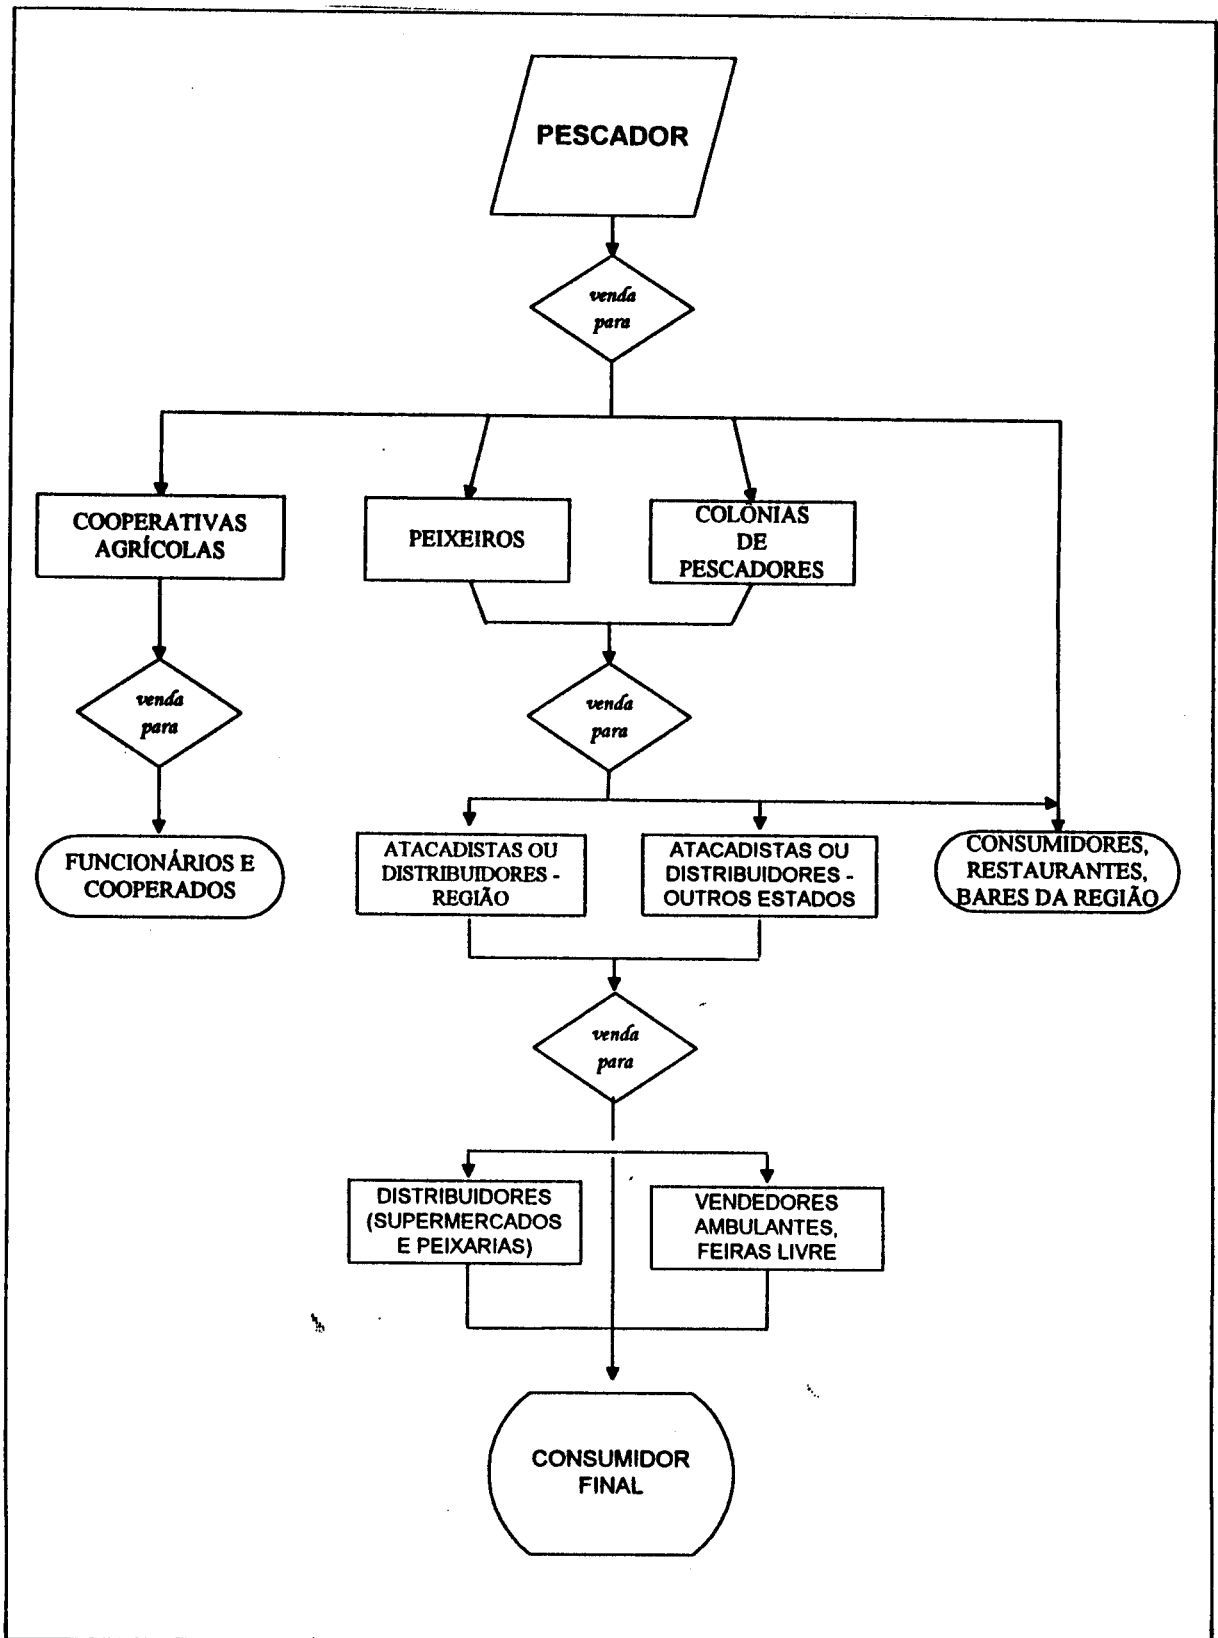 PESCADOR
venda
para
COOPERATIVAS
AGRÍCOLAS
PEIXEIROS
COLÔNIAS
DE
PESCADORES
venda
para
venda
para
FUNCIONÁRIOS E
COOPERADOS
ATACADISTAS OU
DISTRIBUIDORES -
REGIÃO
ATACADISTAS OU
DISTRIBUIDORES -
OUTROS ESTADOS
CONSUMIDORES,
RESTAURANTES,
BARES DA REGIÃO
venda
para
DISTRIBUIDORES
(SUPERMERCADOS
E PEIXARIAS)
VENDEDORES
AMBULANTES,
FEIRAS LIVRE
CONSUMIDOR
FINAL